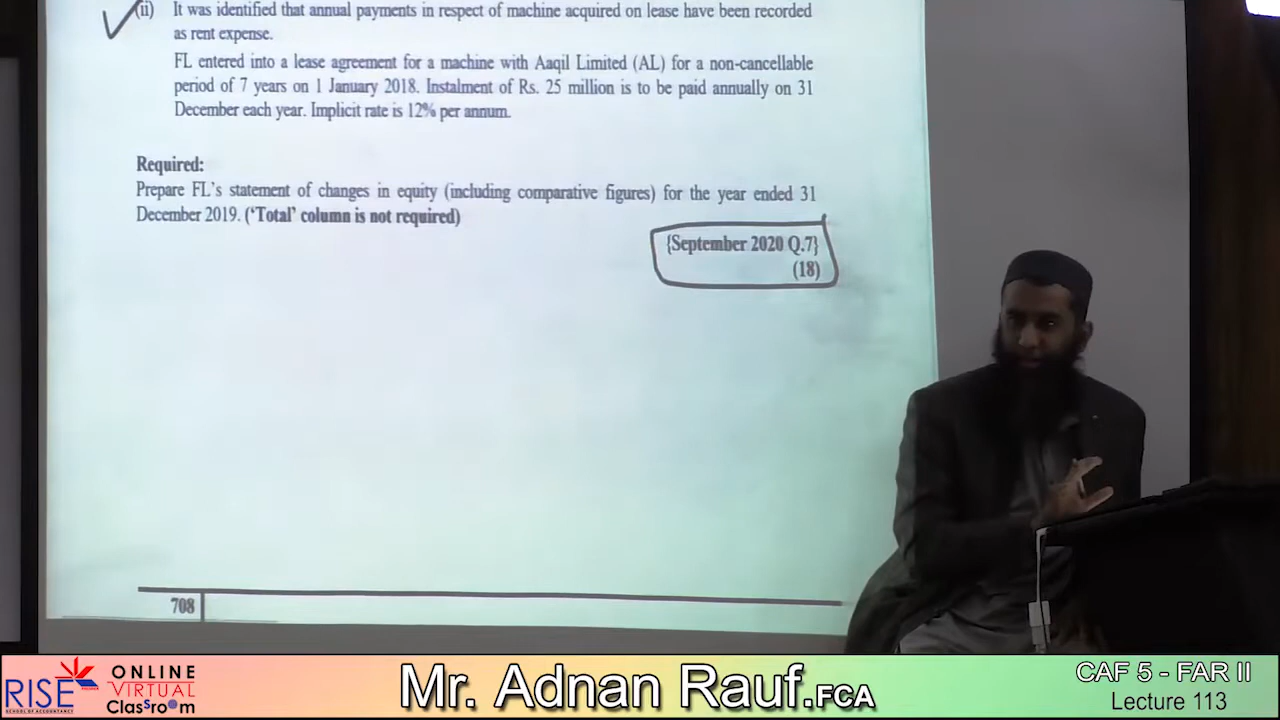 (ii) It was identified that annual payments in respect of machine acquired on lease have been recorded
as rent expense.
FL entered into a lease agreement for a machine with Aaqil Limited (AL) for a non-cancellable
period of 7 years on 1 January 2018. Instalment of Rs. 25 million is to be paid annually on 31
December each year. Implicit rate is 12% per annum.
Required:
Prepare FL's statement of changes in equity (including comparative figures) for the year ended 31
December 2019. ('Total' column is not required)
{September 2020 Q.7}
(18)
708
RISE
SCHOOL OF ACCOUNTANCY
ONLINE
VIRTUAL
ClassroOm
Mr. Adnan Rauf.FCA
CAF 5 - FAR II
Lecture 113